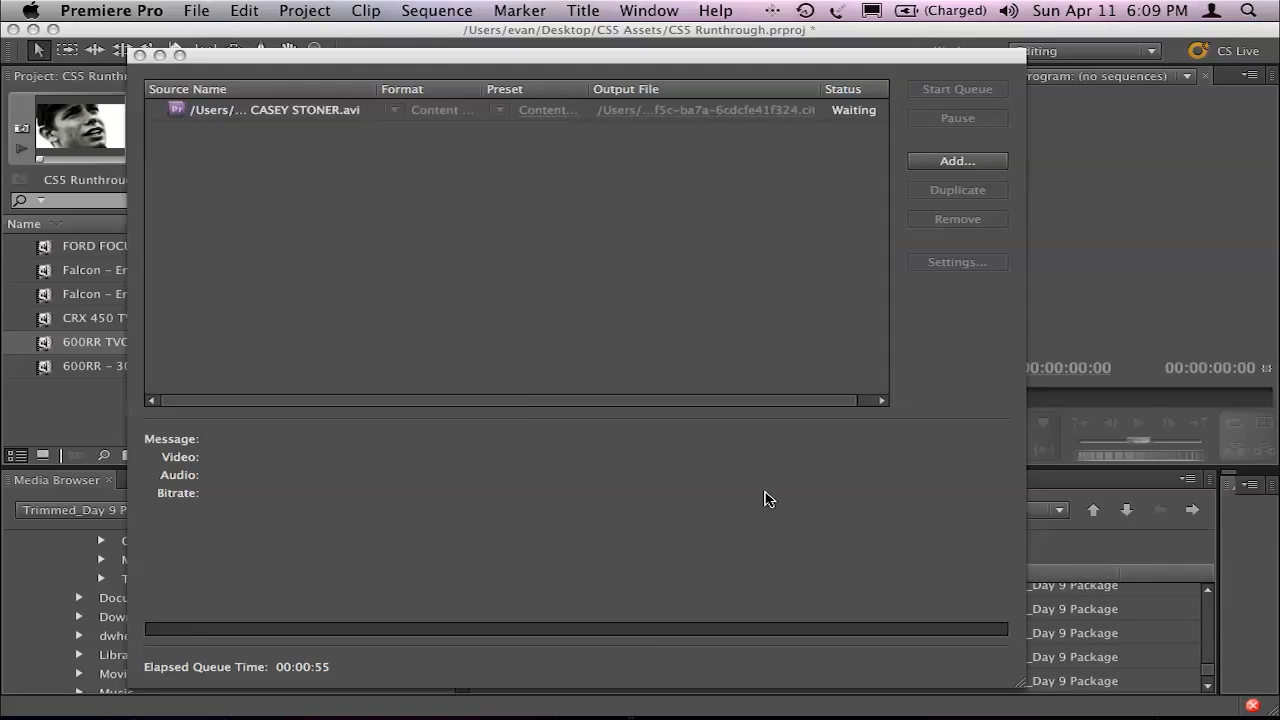 Premiere Pro File Edit Project Clip Sequence Marker Title Window Help (Charged) Sun Apr 11 6:09 PM
/Users/evan/Desktop/CS5 Assets/CS5 Runthrough.prproj *
Editing CS Live
Project: CS5 Runthr
rogram: (no sequences)
Source Name Format Preset Output File Status
/Users/... CASEY STONER.avi Content ... Content... /Users/...f5c-ba7a-6cdcfe41f324.cit Waiting
Start Queue
Pause
Add...
Duplicate
Remove
Settings...
CS5 Runthrou
Name
FORD FOCU
Falcon - En
Falcon - En
CRX 450 TV
600RR TVC
600RR - 30
00:00:00:00 00:00:00:00
Message:
Video:
Audio:
Bitrate:
Media Browser
Trimmed_Day 9 P
Docu
Down
dwhe
Libra
Movi
Music
_Day 9 Package
_Day 9 Package
_Day 9 Package
_Day 9 Package
_Day 9 Package
Elapsed Queue Time: 00:00:55